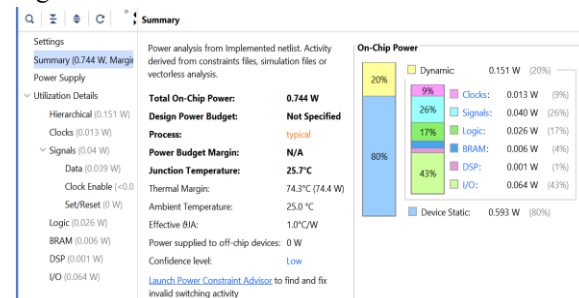 Summary
Settings
Summary (0.744 W, Margin
Power Supply
Utilization Details
Hierarchical (0.151 W)
Clocks (0.013 W)
Signals (0.04 W)
Data (0.039 W)
Clock Enable (<0.0
Set/Reset (0 W)
Logic (0.026 W)
BRAM (0.006 W)
DSP (0.001 W)
I/O (0.064 W)
Power analysis from Implemented netlist. Activity
derived from constraints files, simulation files or
vectorless analysis.
Total On-Chip Power: 0.744 W
Design Power Budget: Not Specified
Process: typical
Power Budget Margin: N/A
Junction Temperature: 25.7°C
Thermal Margin: 74.3°C (74.4 W)
Ambient Temperature: 25.0 °C
Effective ϑJA: 1.0°C/W
Power supplied to off-chip devices: 0 W
Confidence level: Low
Launch Power Constraint Advisor to find and fix
invalid switching activity
On-Chip Power
Dynamic: 0.151 W (20%)
20%
80%
9% Clocks: 0.013 W (9%)
26% Signals: 0.040 W (26%)
17% Logic: 0.026 W (17%)
BRAM: 0.006 W (4%)
DSP: 0.001 W (1%)
43% I/O: 0.064 W (43%)
Device Static: 0.593 W (80%)